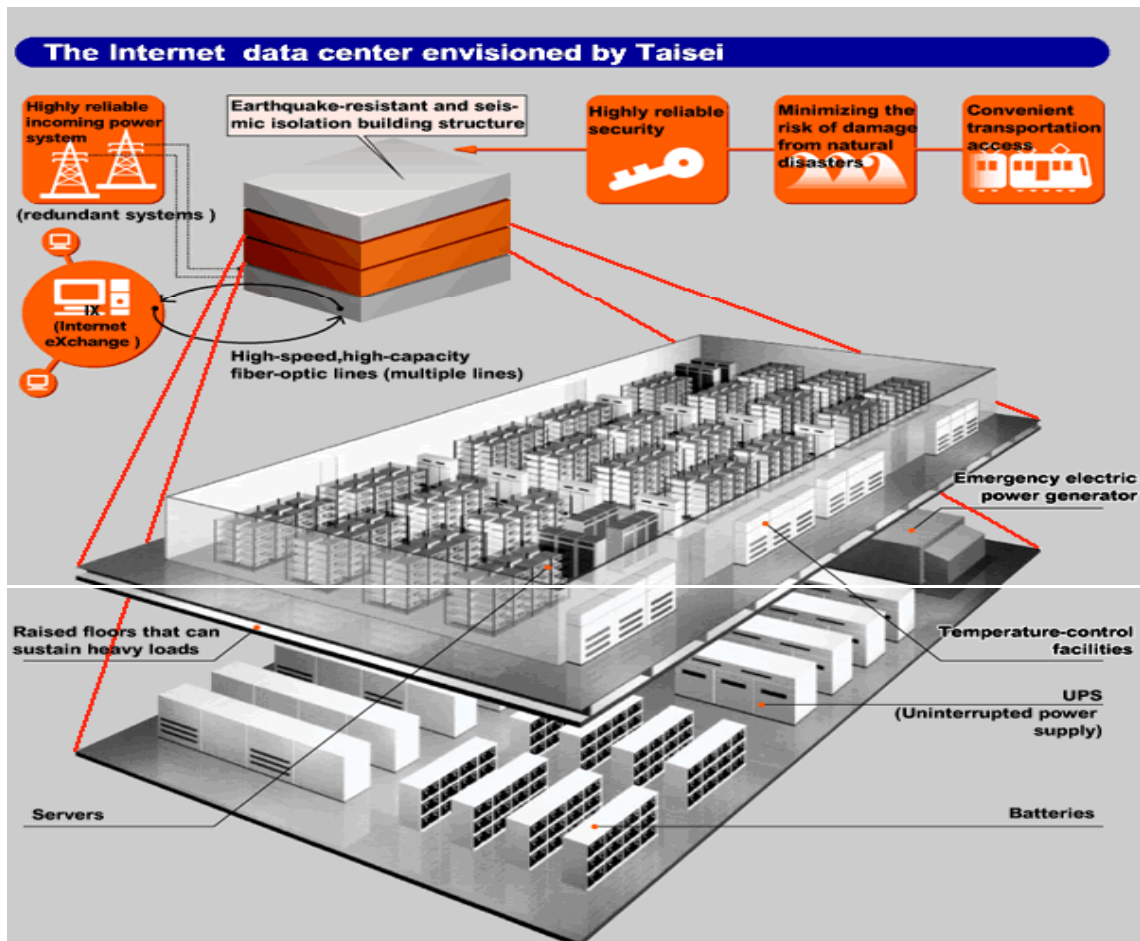 The Internet data center envisioned by Taisei
Highly reliable
incoming power
system
(redundant systems )
Earthquake-resistant and seis-
mic isolation building structure
Highly reliable
security
Minimizing the
risk of damage
from natural
disasters
Convenient
transportation
access
IX
(Internet
eXchange )
High-speed,high-capacity
fiber-optic lines (multiple lines)
Emergency electric
power generator
Raised floors that can
sustain heavy loads
Temperature-control
facilities
UPS
(Uninterrupted power
supply)
Servers
Batteries